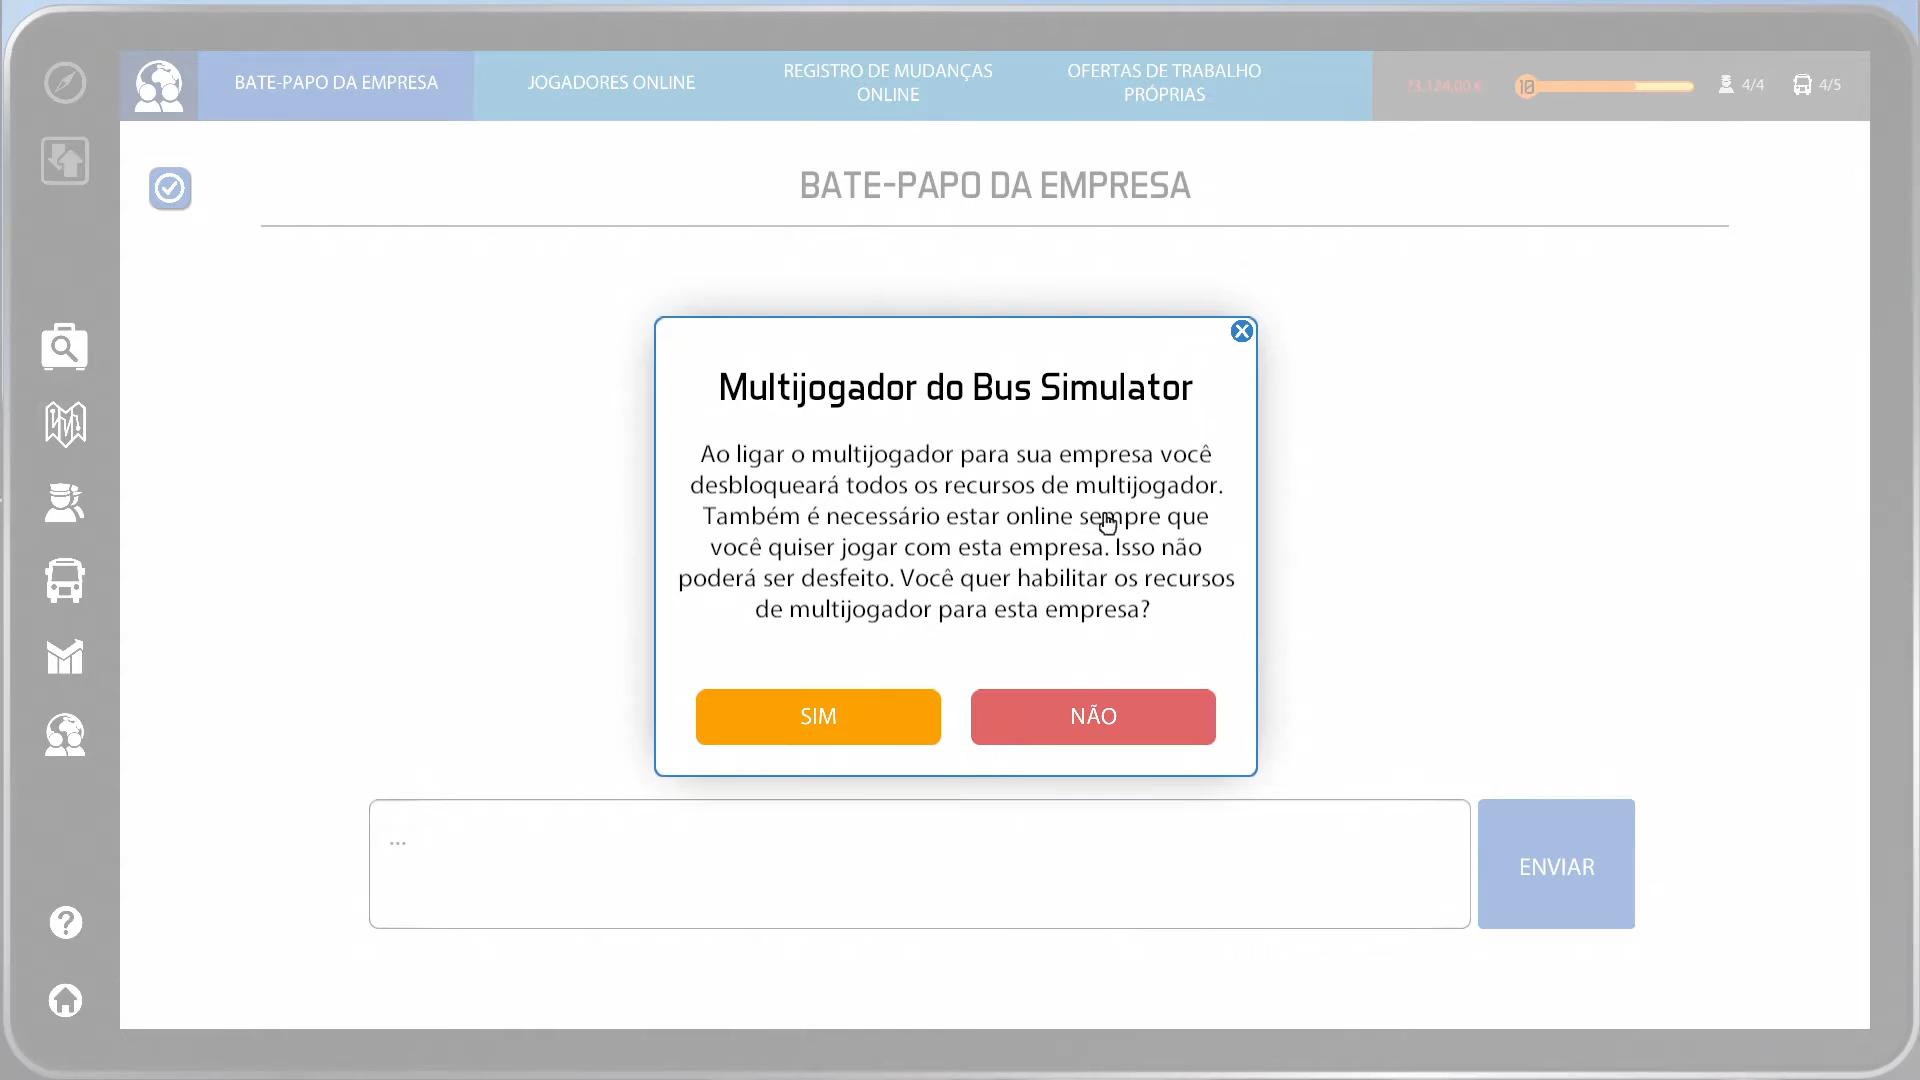 BATE-PAPO DA EMPRESA
JOGADORES ONLINE
REGISTRO DE MUDANÇAS
ONLINE
OFERTAS DE TRABALHO
PRÓPRIAS
10
4/4
4/5
BATE-PAPO DA EMPRESA
Multijogador do Bus Simulator
Ao ligar o multijogador para sua empresa você
desbloqueará todos os recursos de multijogador.
Também é necessário estar online sempre que
você quiser jogar com esta empresa. Isso não
poderá ser desfeito. Você quer habilitar os recursos
de multijogador para esta empresa?
SIM
NÃO
...
ENVIAR